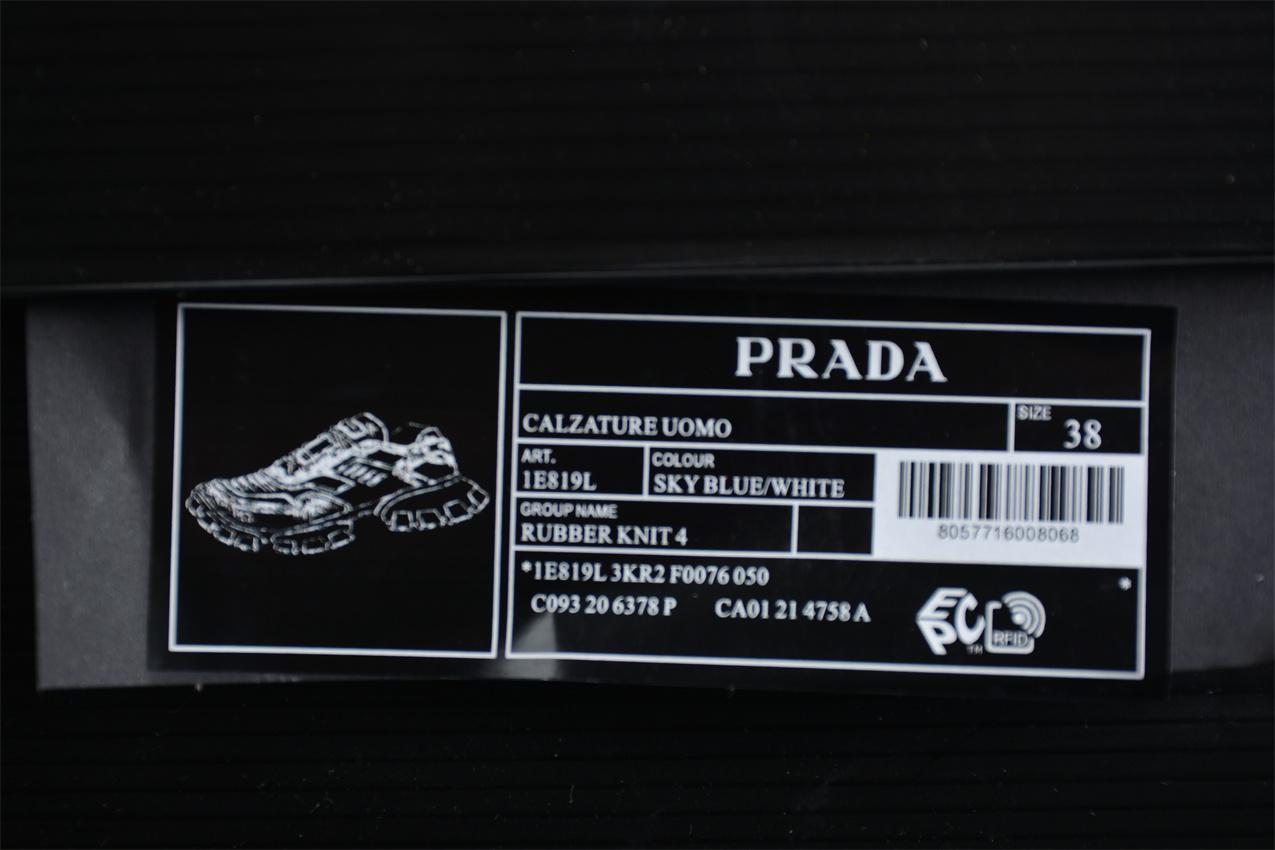 PRADA
CALZATURE UOMO
SIZE
38
ART.
1E819L
COLOUR
SKY BLUE/WHITE
GROUP NAME
RUBBER KNIT 4
8057716008068
*1E819L 3KR2 F0076 050
*
C093 20 6378 P CA01 21 4758 A
EPC
TM
RFID